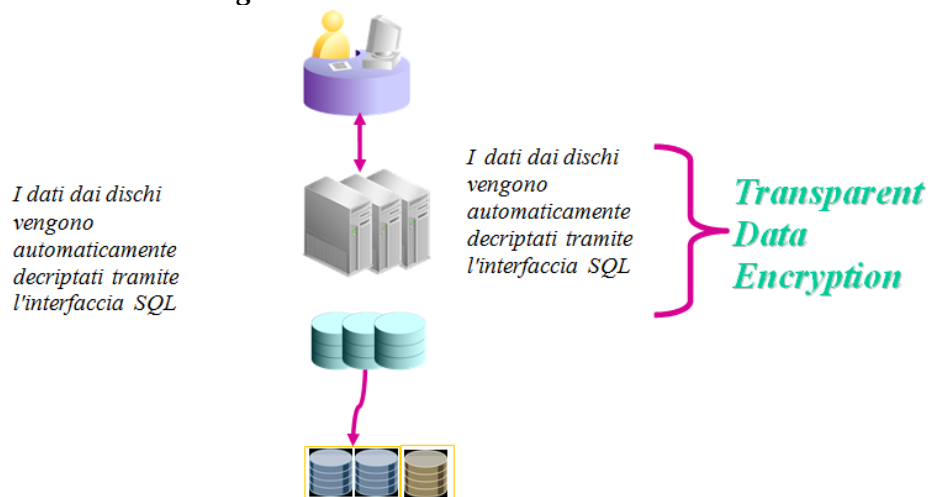 I dati dai dischi
vengono
automaticamente
decriptati tramite
l'interfaccia SQL
I dati dai dischi
vengono
automaticamente
decriptati tramite
l'interfaccia SQL
Transparent
Data
Encryption